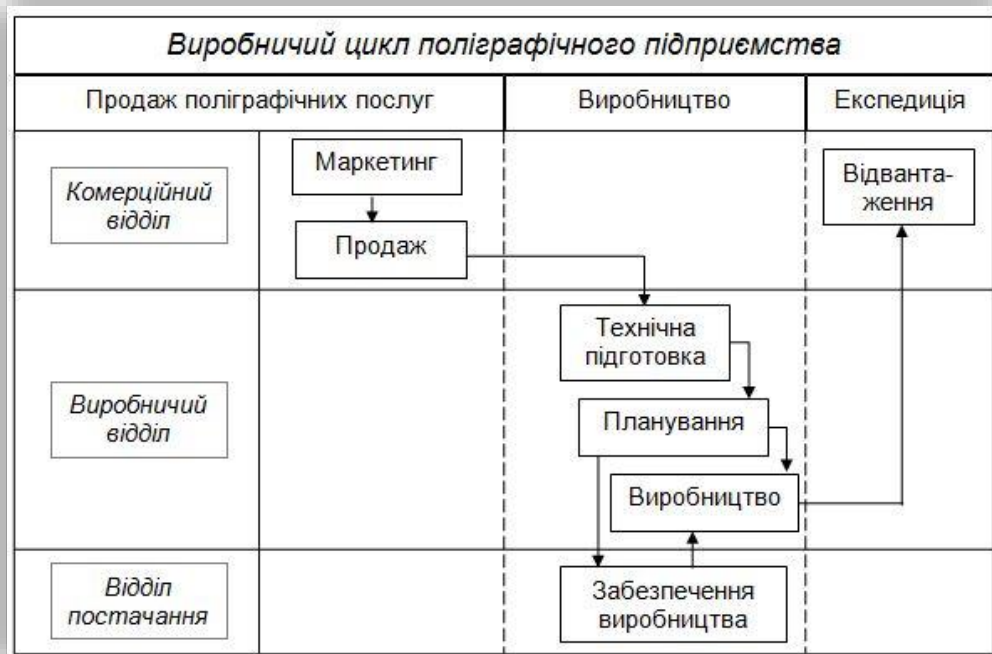 Виробничий цикл поліграфічного підприємства
Продаж поліграфічних послуг
Виробництво
Експедиція
Комерційний
відділ
Маркетинг
Продаж
Відванта-
ження
Виробничий
відділ
Технічна
підготовка
Планування
Виробництво
Відділ
постачання
Забезпечення
виробництва